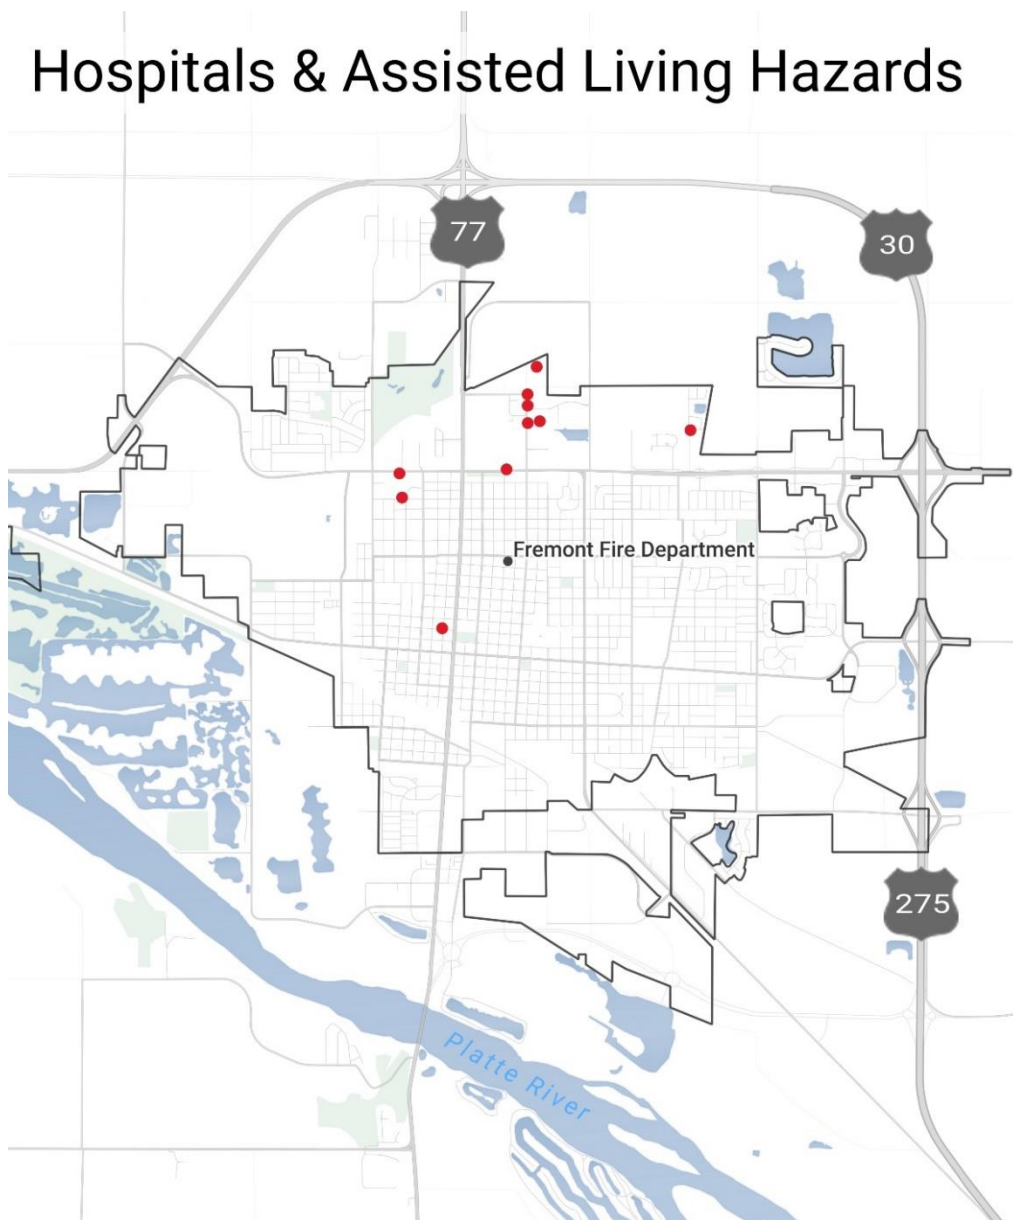 Hospitals & Assisted Living Hazards
77
30
Fremont Fire Department
275
Platte River